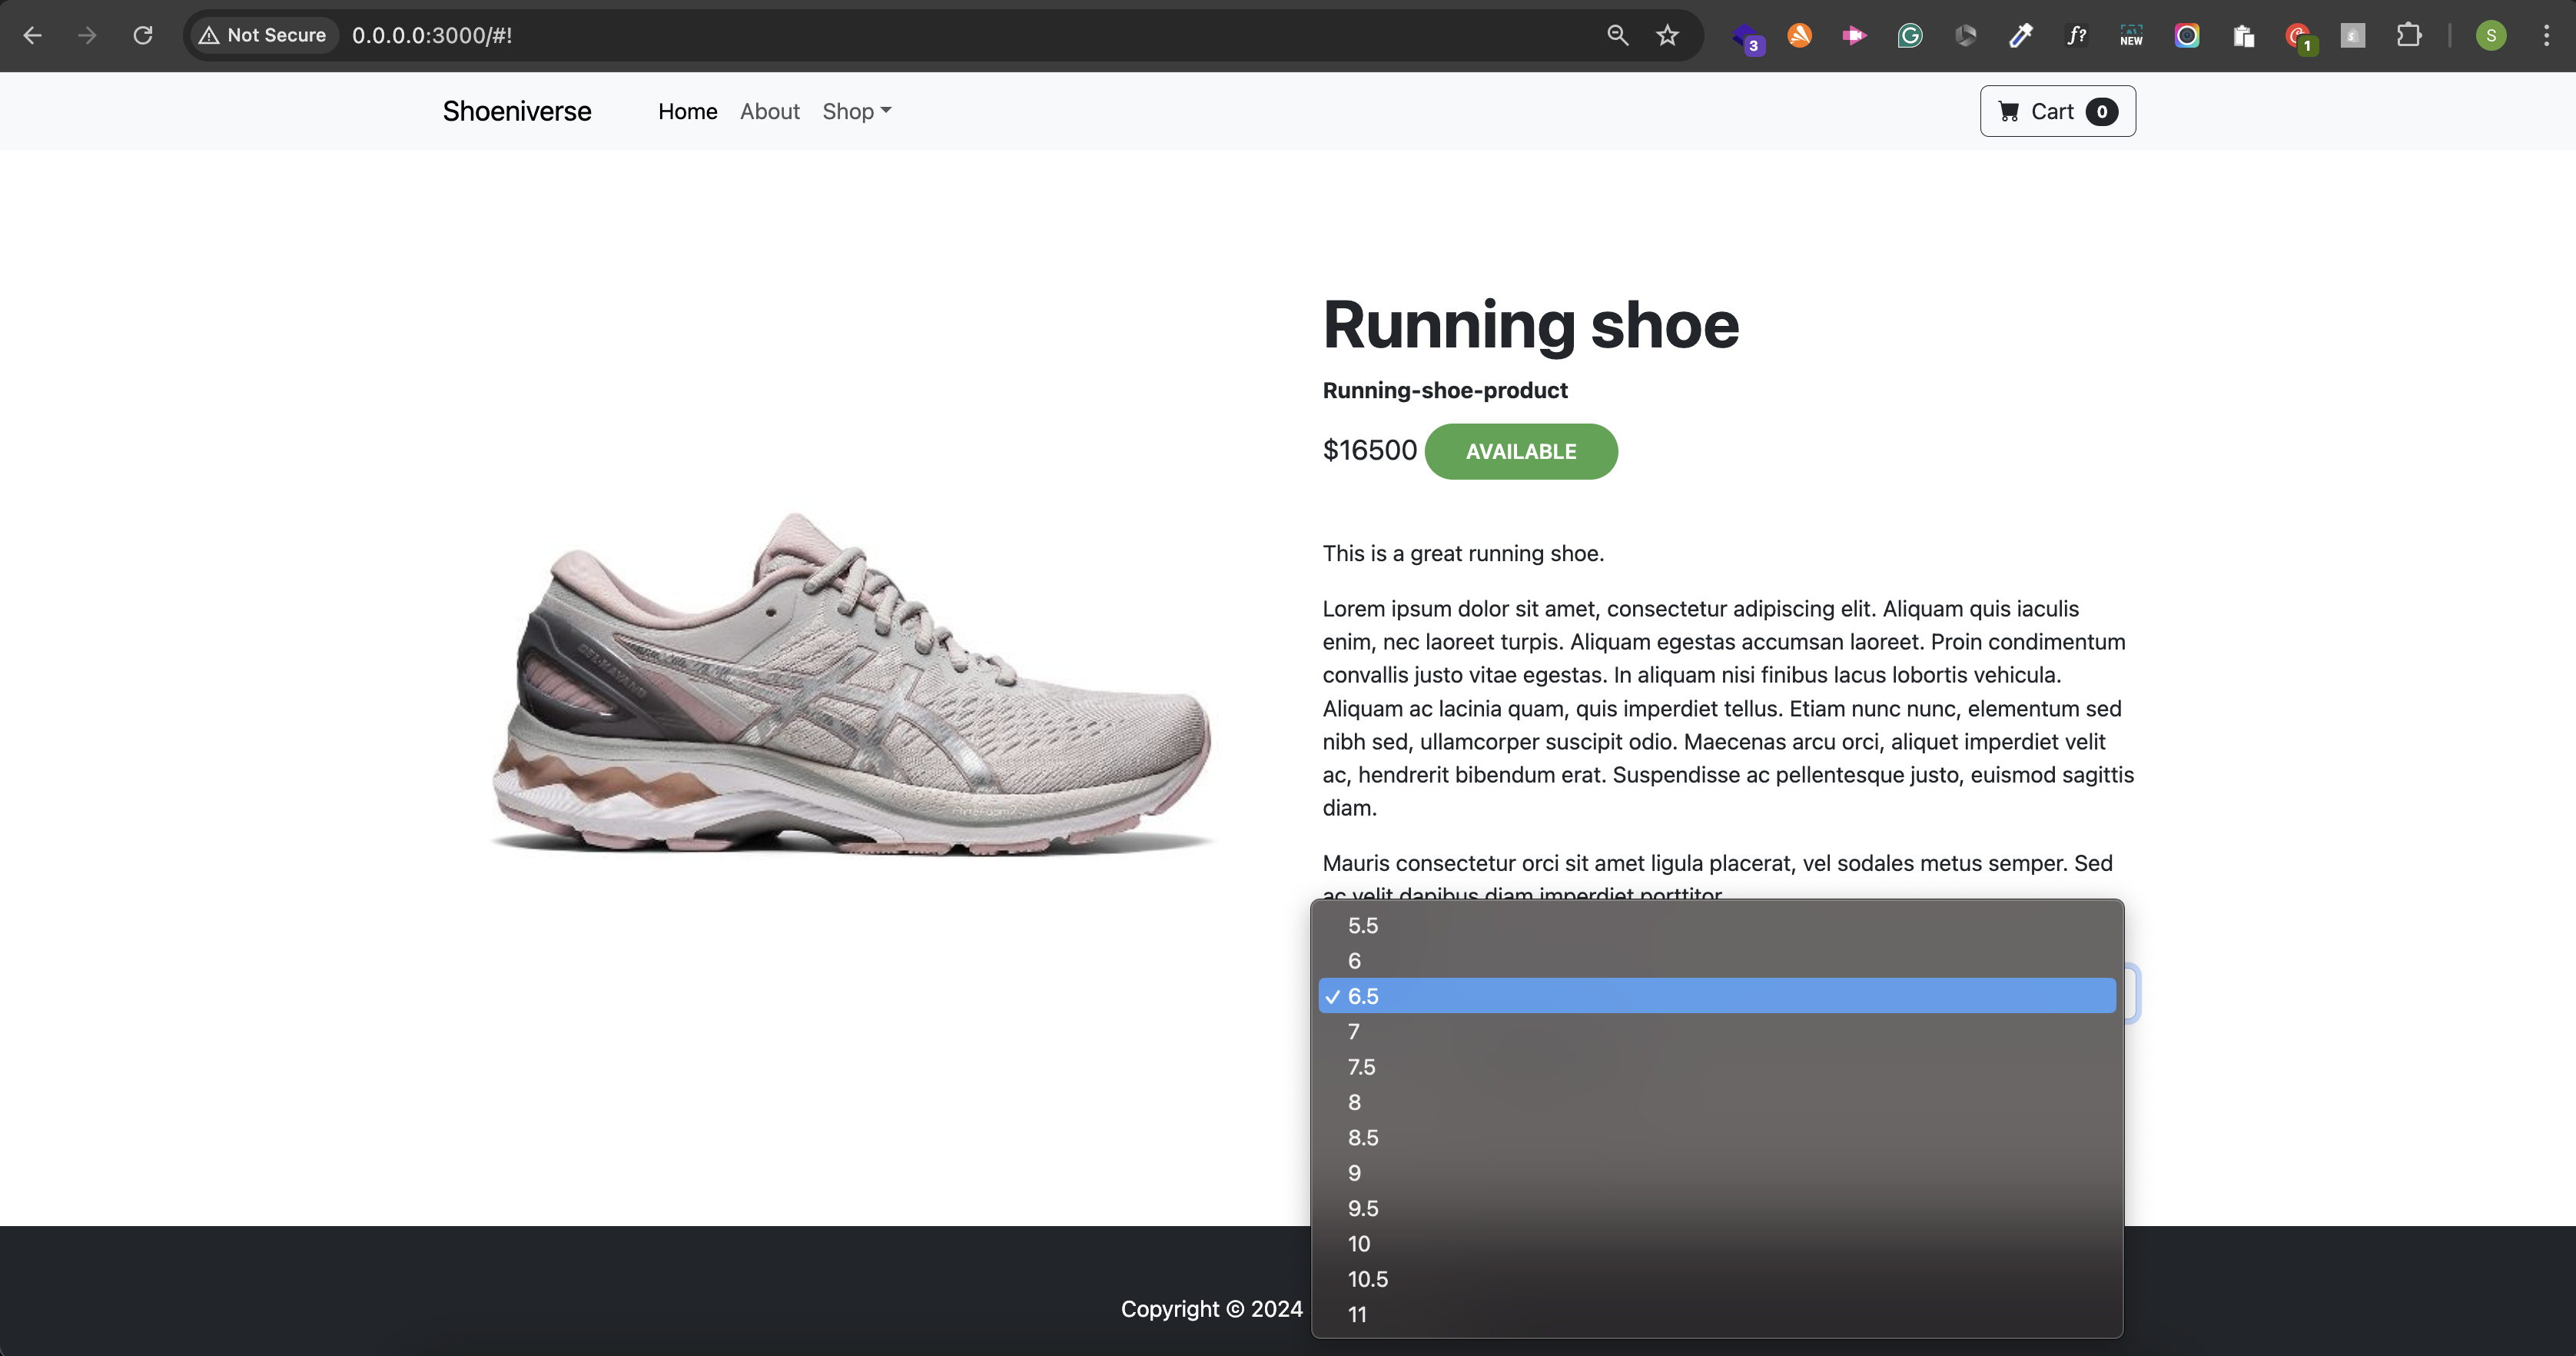 Not Secure
0.0.0.0:3000/#!
3
G
f?
NEW
1
S
Shoeniverse
Home
About
Shop
Cart
0
Running shoe
Running-shoe-product
$16500
AVAILABLE
This is a great running shoe.
Lorem ipsum dolor sit amet, consectetur adipiscing elit. Aliquam quis iaculis
enim, nec laoreet turpis. Aliquam egestas accumsan laoreet. Proin condimentum
convallis justo vitae egestas. In aliquam nisi finibus lacus lobortis vehicula.
Aliquam ac lacinia quam, quis imperdiet tellus. Etiam nunc nunc, elementum sed
nibh sed, ullamcorper suscipit odio. Maecenas arcu orci, aliquet imperdiet velit
ac, hendrerit bibendum erat. Suspendisse ac pellentesque justo, euismod sagittis
diam.
Mauris consectetur orci sit amet ligula placerat, vel sodales metus semper. Sed
ac velit dapibus diam imperdiet porttitor.
5.5
6
6.5
7
7.5
8
8.5
9
9.5
10
10.5
11
Copyright © 2024